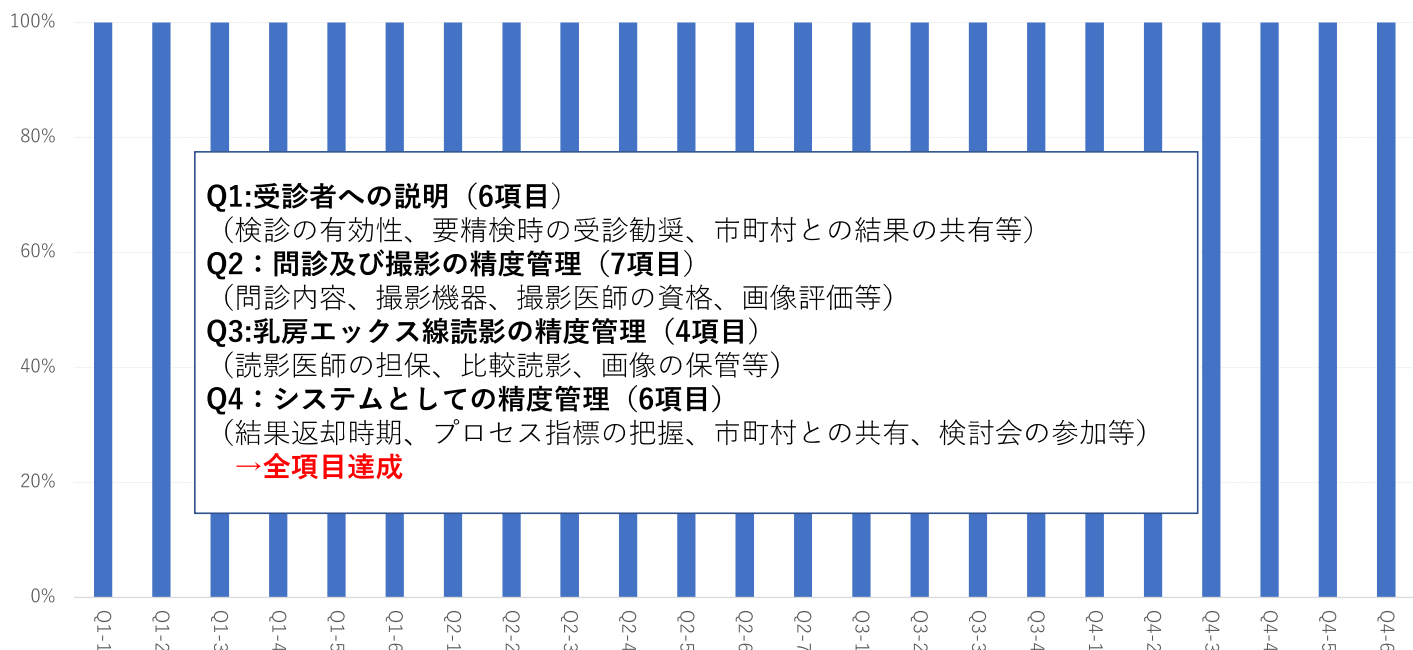 100%
80%
60%
40%
20%
0%
Q1:受診者への説明（6項目）
（検診の有効性、要精検時の受診勧奨、市町村との結果の共有等）
Q2：問診及び撮影の精度管理（7項目）
（問診内容、撮影機器、撮影医師の資格、画像評価等）
Q3:乳房エックス線読影の精度管理（4項目）
（読影医師の担保、比較読影、画像の保管等）
Q4：システムとしての精度管理（6項目）
（結果返却時期、プロセス指標の把握、市町村との共有、検討会の参加等）
→全項目達成
Q1-1
Q1-2
Q1-3
Q1-4
Q1-5
Q1-6
Q2-1
Q2-2
Q2-3
Q2-4
Q2-5
Q2-6
Q2-7
Q3-1
Q3-2
Q3-3
Q3-4
Q4-1
Q4-2
Q4-3
Q4-4
Q4-5
Q4-6